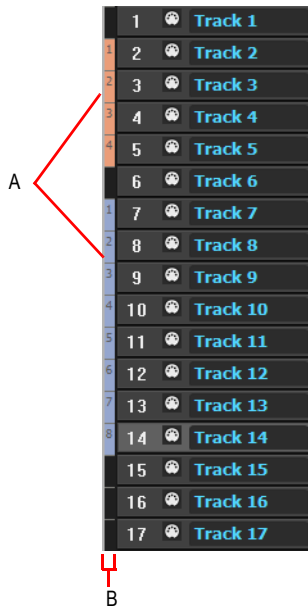 1 Track 1
1 2 Track 2
2 3 Track 3
3 4 Track 4
4 5 Track 5
6 Track 6
A
1 7 Track 7
2 8 Track 8
3 9 Track 9
4 10 Track 10
5 11 Track 11
6 12 Track 12
7 13 Track 13
8 14 Track 14
15 Track 15
16 Track 16
17 Track 17
B